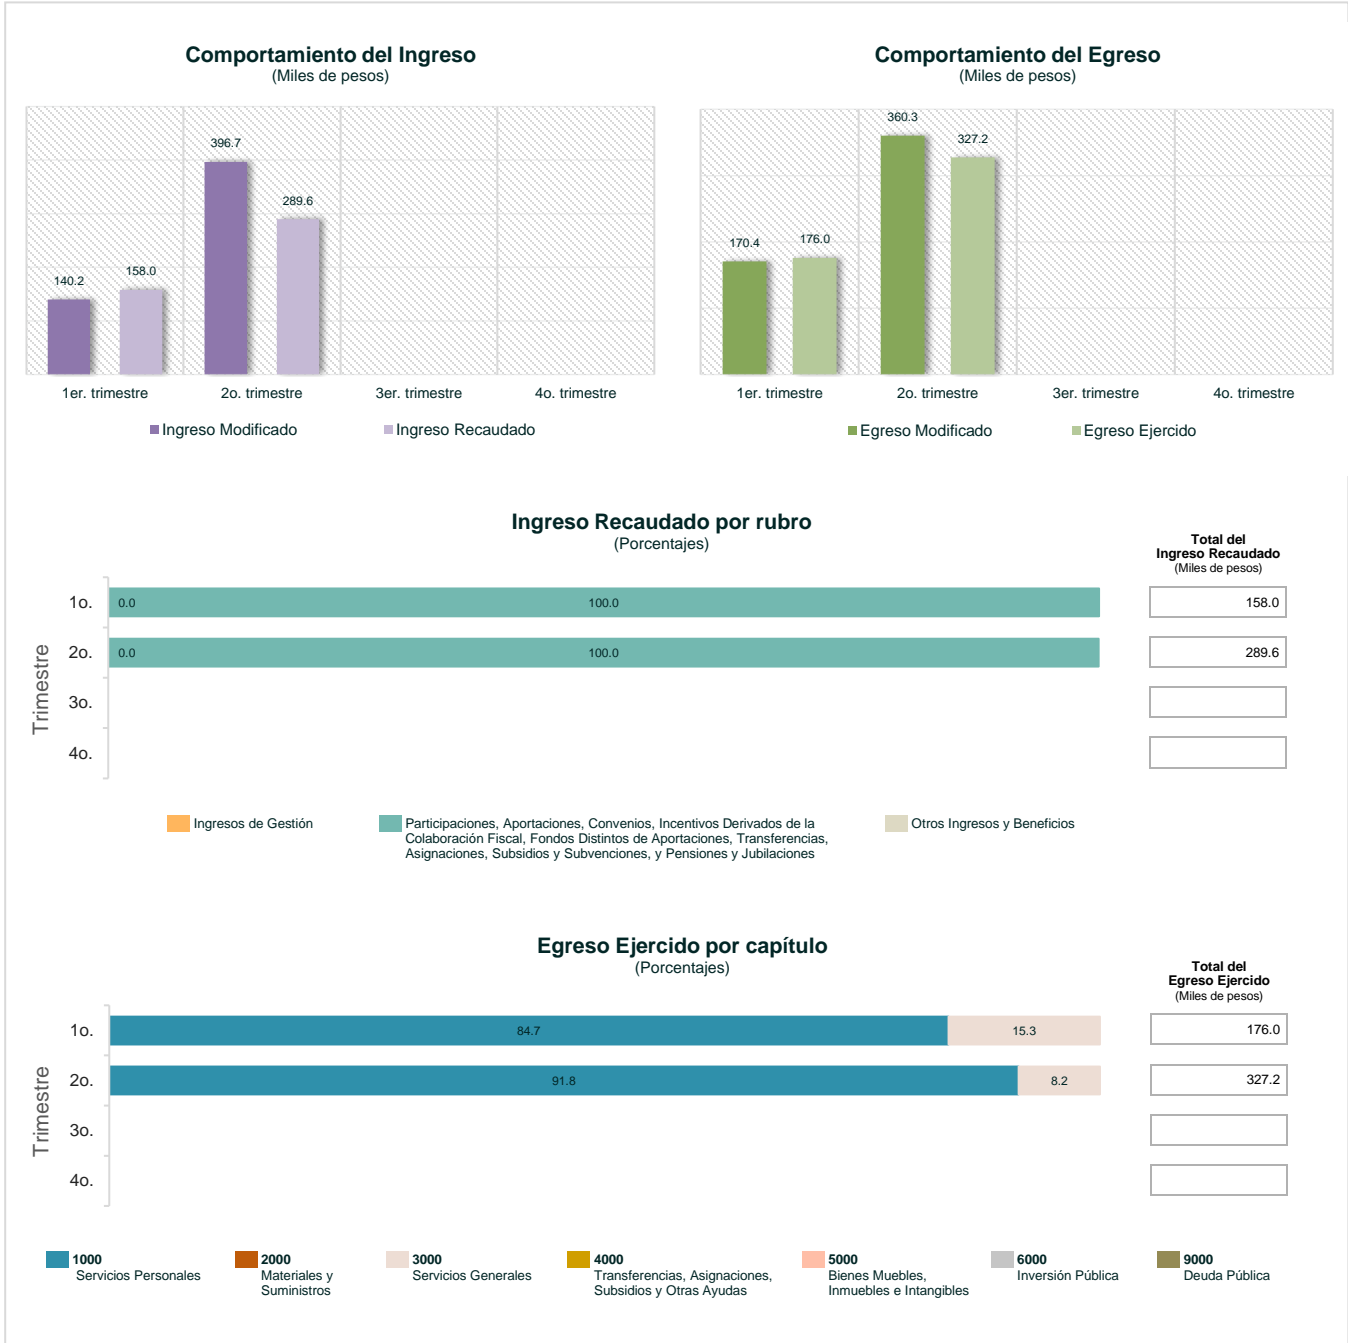 Comportamiento del Ingreso
(Miles de pesos)
396.7
289.6
140.2
158.0
1er. trimestre
2o. trimestre
3er. trimestre
4o. trimestre
Ingreso Modificado
Ingreso Recaudado
Comportamiento del Egreso
(Miles de pesos)
360.3
327.2
170.4
176.0
1er. trimestre
2o. trimestre
3er. trimestre
4o. trimestre
Egreso Modificado
Egreso Ejercido
Ingreso Recaudado por rubro
(Porcentajes)
Total del
Ingreso Recaudado
(Miles de pesos)
Trimestre
1o.
0.0
100.0
158.0
2o.
0.0
100.0
289.6
3o.
4o.
Ingresos de Gestión
Participaciones, Aportaciones, Convenios, Incentivos Derivados de la
Colaboración Fiscal, Fondos Distintos de Aportaciones, Transferencias,
Asignaciones, Subsidios y Subvenciones, y Pensiones y Jubilaciones
Otros Ingresos y Beneficios
Egreso Ejercido por capítulo
(Porcentajes)
Total del
Egreso Ejercido
(Miles de pesos)
Trimestre
1o.
84.7
15.3
176.0
2o.
91.8
8.2
327.2
3o.
4o.
1000
Servicios Personales
2000
Materiales y
Suministros
3000
Servicios Generales
4000
Transferencias, Asignaciones,
Subsidios y Otras Ayudas
5000
Bienes Muebles,
Inmuebles e Intangibles
6000
Inversión Pública
9000
Deuda Pública